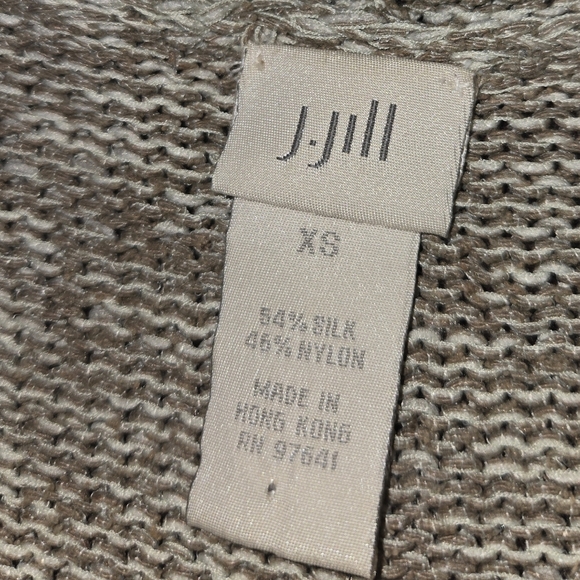 J.Jill
XS
54% SILK
46% NYLON
MADE IN
HONG KONG
RN 97641